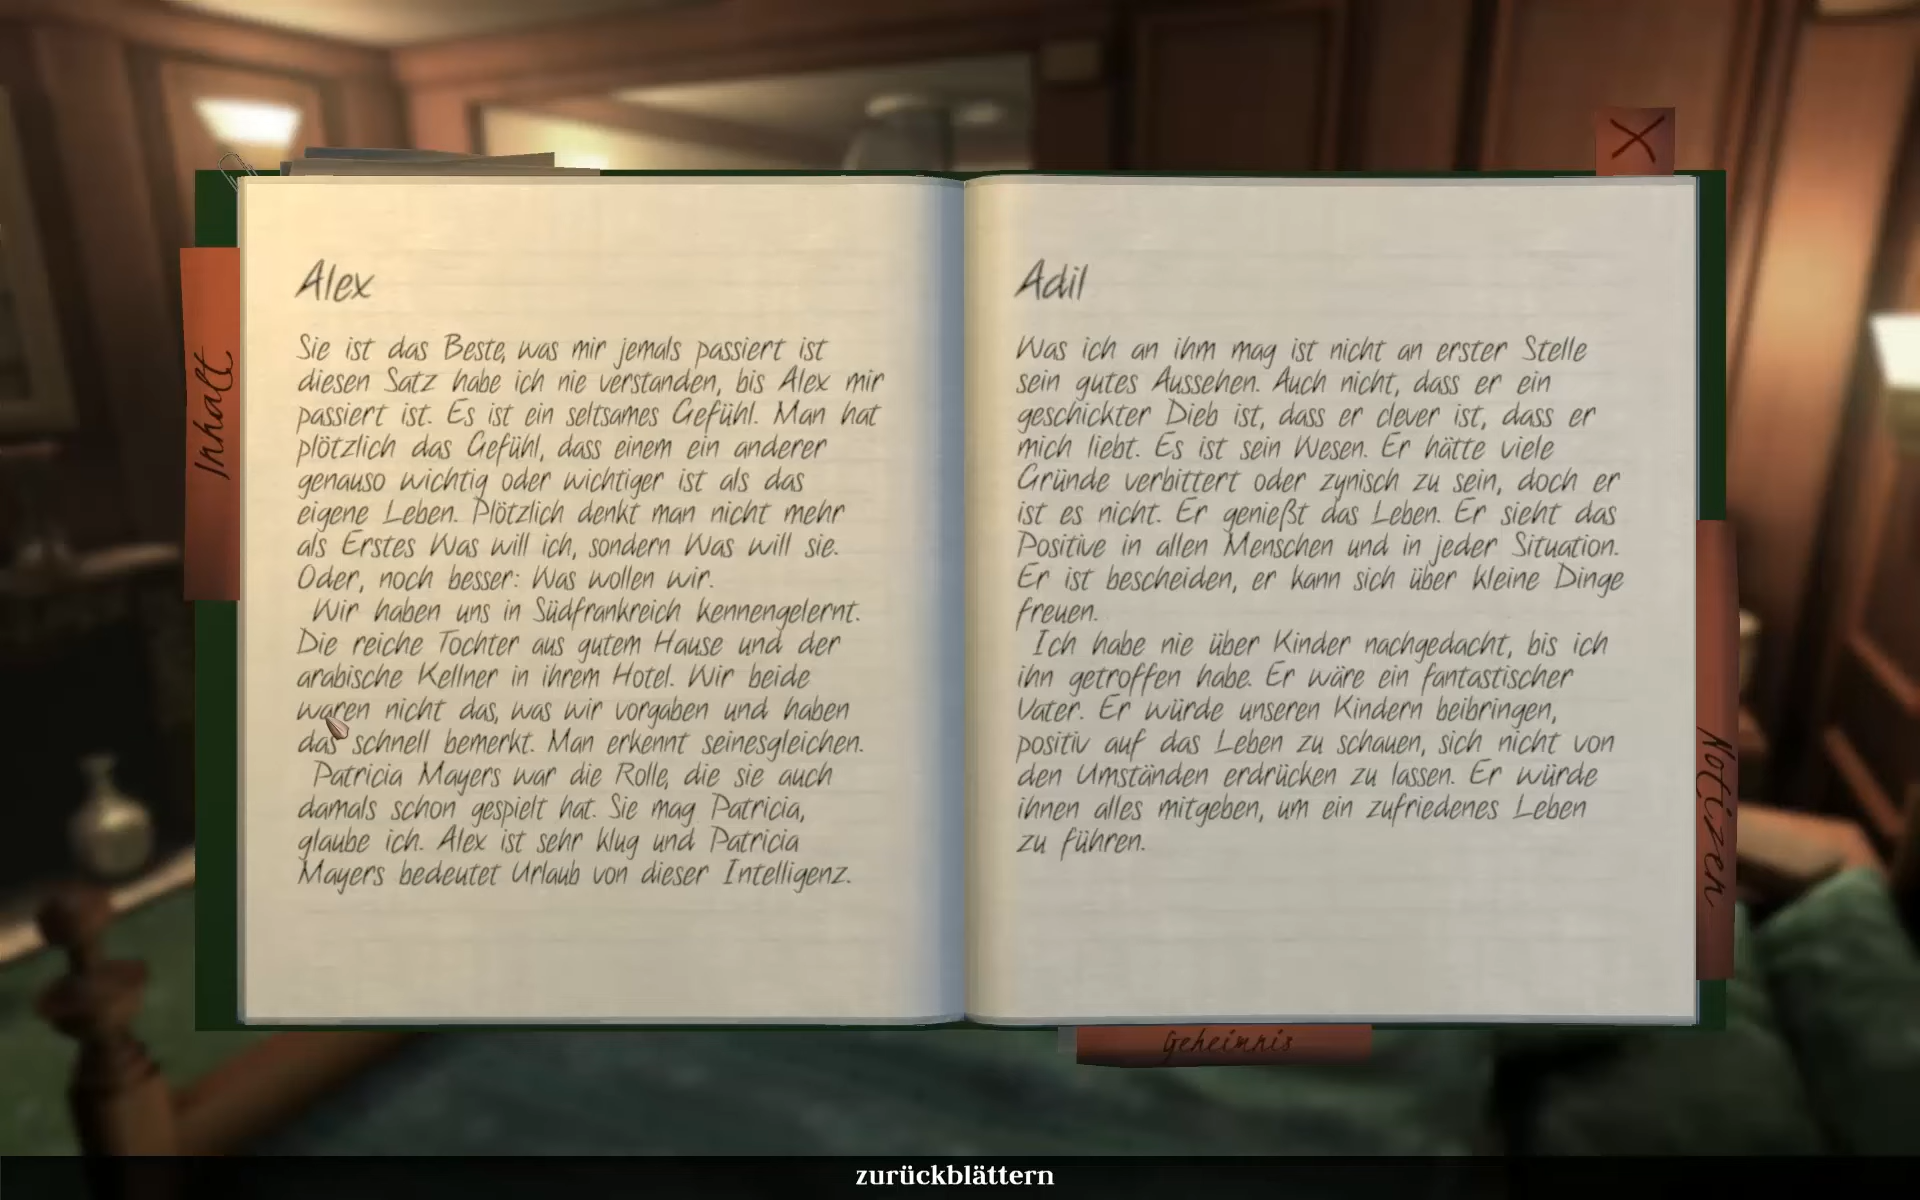 Inhalt
Alex
Sie ist das Beste, was mir jemals passiert ist
diesen Satz habe ich nie verstanden, bis Alex mir
passiert ist. Es ist ein seltsames Gefühl. Man hat
plötzlich das Gefühl, dass einem ein anderer
genauso wichtig oder wichtiger ist als das
eigene Leben. Plötzlich denkt man nicht mehr
als Erstes Was will ich, sondern Was will sie.
Oder, noch besser: Was wollen wir.
Wir haben uns in Südfrankreich kennengelernt.
Die reiche Tochter aus gutem Hause und der
arabische Kellner in ihrem Hotel. Wir beide
waren nicht das, was wir vorgaben und haben
das schnell bemerkt. Man erkennt seinesgleichen.
Patricia Mayers war die Rolle, die sie auch
damals schon gespielt hat. Sie mag Patricia,
glaube ich. Alex ist sehr klug und Patricia
Mayers bedeutet Urlaub von dieser Intelligenz.
Adil
Was ich an ihm mag ist nicht an erster Stelle
sein gutes Aussehen. Auch nicht, dass er ein
geschickter Dieb ist, dass er clever ist, dass er
mich liebt. Es ist sein Wesen. Er hätte viele
Gründe verbittert oder zynisch zu sein, doch er
ist es nicht. Er genießt das Leben. Er sieht das
Positive in allen Menschen und in jeder Situation.
Er ist bescheiden, er kann sich über kleine Dinge
freuen.
Ich habe nie über Kinder nachgedacht, bis ich
ihn getroffen habe. Er wäre ein fantastischer
Vater. Er würde unseren Kindern beibringen,
positiv auf das Leben zu schauen, sich nicht von
den Umständen erdrücken zu lassen. Er würde
ihnen alles mitgeben, um ein zufriedenes Leben
zu führen.
Notizen
Geheimnis
zurückblättern